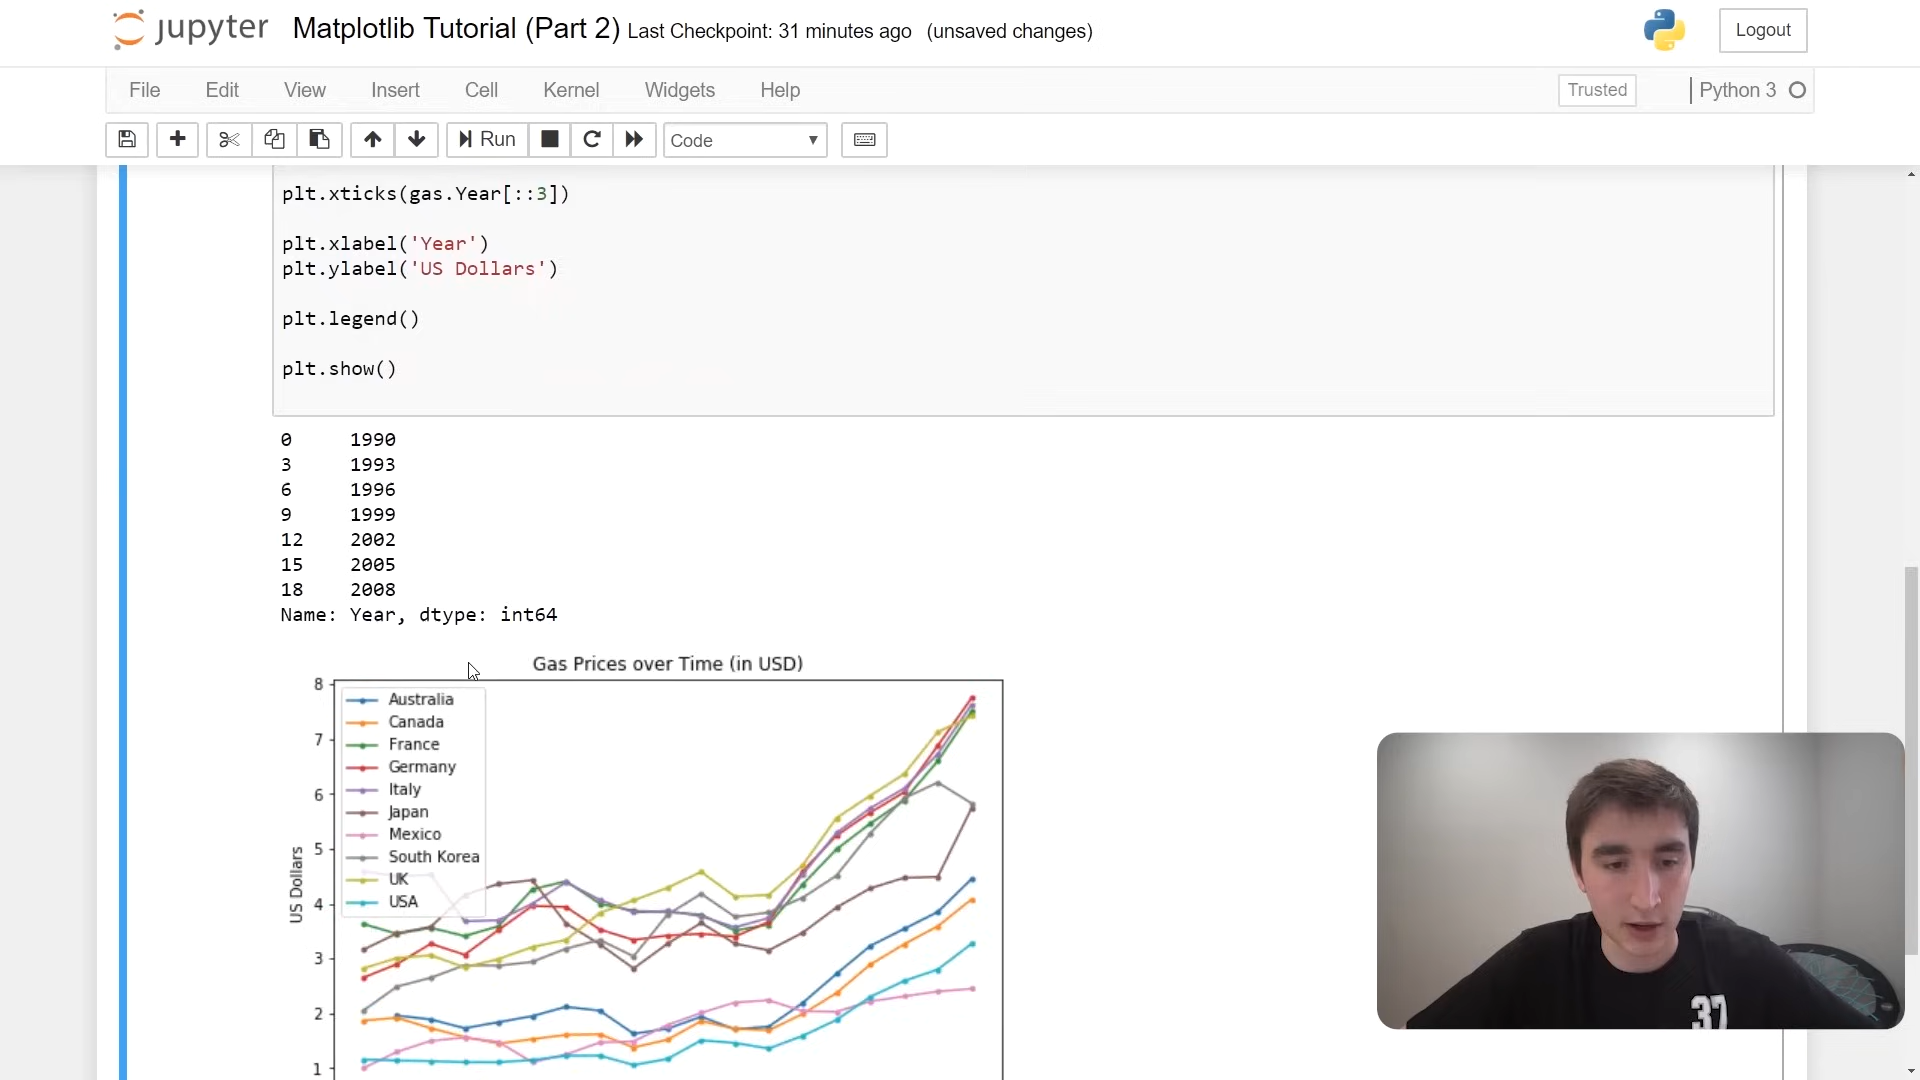 jupyter Matplotlib Tutorial (Part 2) Last Checkpoint: 31 minutes ago (unsaved changes) Logout
File Edit View Insert Cell Kernel Widgets Help Trusted Python 3
Run Code
plt.xticks(gas.Year[::3])
plt.xlabel('Year')
plt.ylabel('US Dollars')
plt.legend()
plt.show()
0 1990
3 1993
6 1996
9 1999
12 2002
15 2005
18 2008
Name: Year, dtype: int64
Gas Prices over Time (in USD)
8
7
6
5
4
3
2
1
US Dollars
Australia
Canada
France
Germany
Italy
Japan
Mexico
South Korea
UK
USA
37